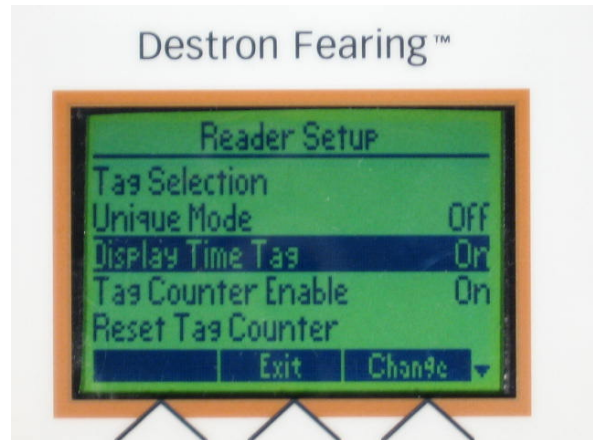 Destron Fearing™
Reader Setup
Tag Selection
Unique Mode Off
Display Time Tag On
Tag Counter Enable On
Reset Tag Counter
Exit Change